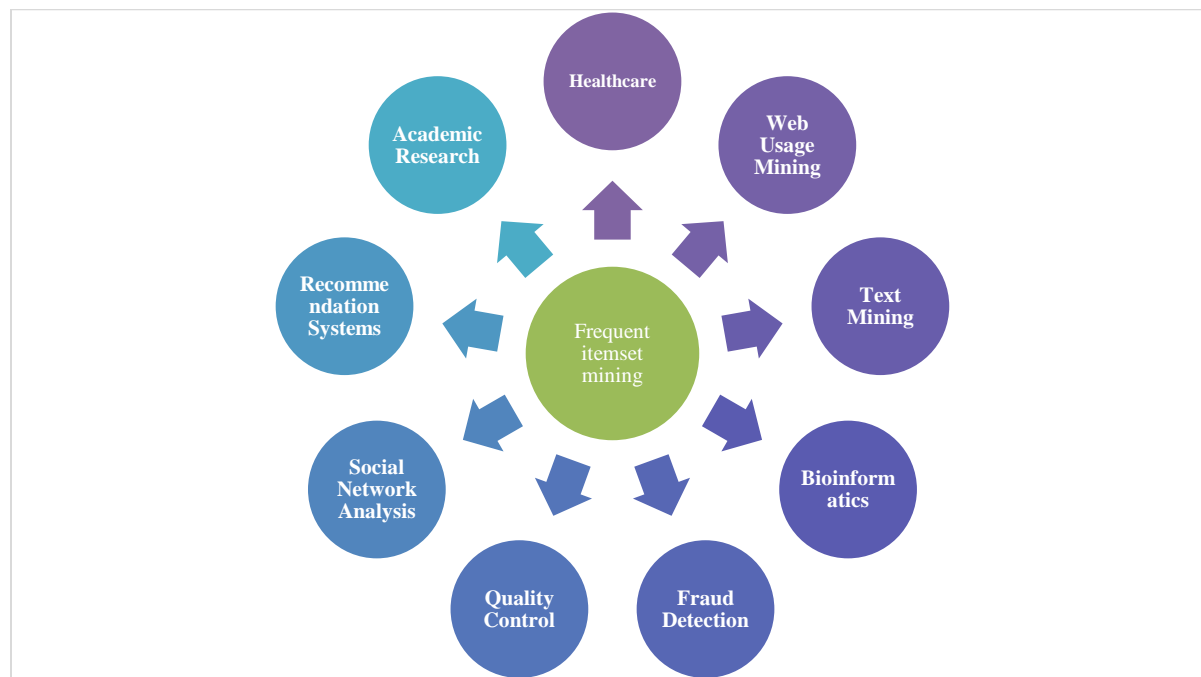 Healthcare
Web
Usage
Mining
Text
Mining
Bioinform
atics
Fraud
Detection
Quality
Control
Social
Network
Analysis
Recomme
ndation
Systems
Academic
Research
Frequent
itemset
mining